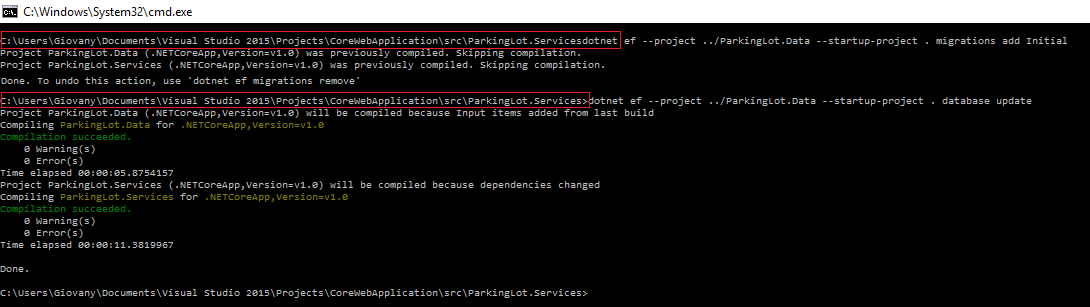 C:\Windows\System32\cmd.exe
C:\Users\Giovany\Documents\Visual Studio 2015\Projects\CoreWebApplication\src\ParkingLot.Servicesdotnet ef --project ../ParkingLot.Data --startup-project . migrations add Initial
Project ParkingLot.Data (.NETCoreApp,Version=v1.0) was previously compiled. Skipping compilation.
Project ParkingLot.Services (.NETCoreApp,Version=v1.0) was previously compiled. Skipping compilation.
Done. To undo this action, use 'dotnet ef migrations remove'
C:\Users\Giovany\Documents\Visual Studio 2015\Projects\CoreWebApplication\src\ParkingLot.Services>dotnet ef --project ../ParkingLot.Data --startup-project . database update
Project ParkingLot.Data (.NETCoreApp,Version=v1.0) will be compiled because Input items added from last build
Compiling ParkingLot.Data for .NETCoreApp,Version=v1.0
Compilation succeeded.
0 Warning(s)
0 Error(s)
Time elapsed 00:00:05.8754157
Project ParkingLot.Services (.NETCoreApp,Version=v1.0) will be compiled because dependencies changed
Compiling ParkingLot.Services for .NETCoreApp,Version=v1.0
Compilation succeeded.
0 Warning(s)
0 Error(s)
Time elapsed 00:00:11.3819967
Done.
C:\Users\Giovany\Documents\Visual Studio 2015\Projects\CoreWebApplication\src\ParkingLot.Services>